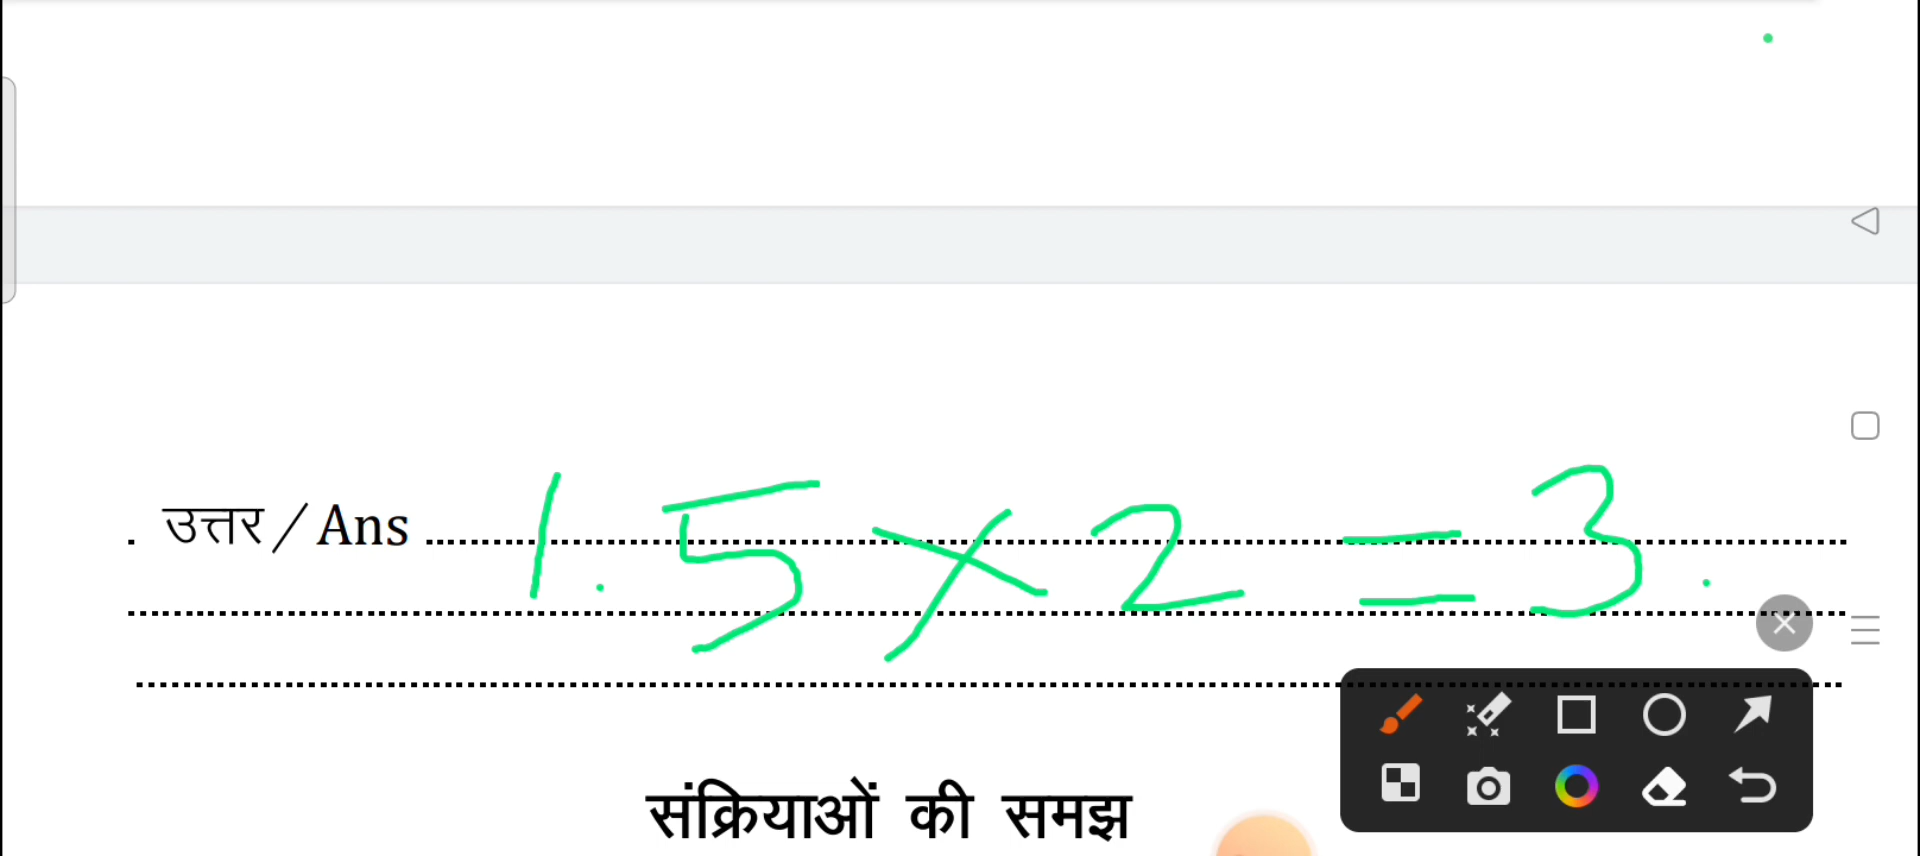 . उत्तर / Ans 1.5 × 2 = 3.
संक्रियाओं की समझ